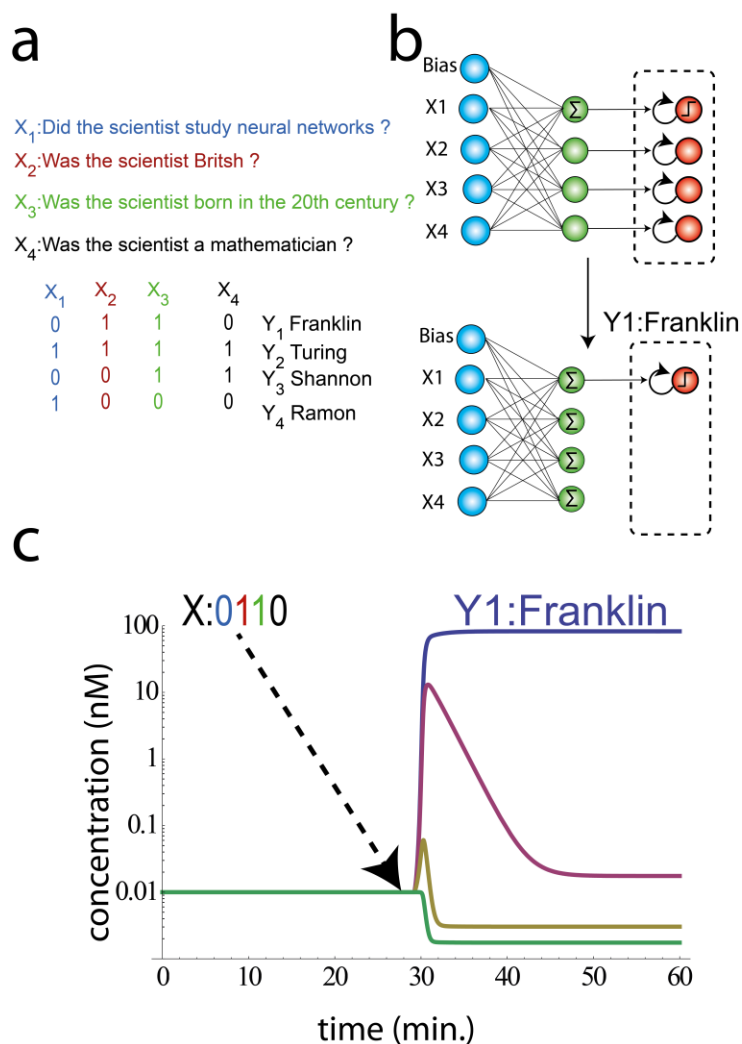 a
X1:Did the scientist study neural networks ?
X2:Was the scientist Britsh ?
X3:Was the scientist born in the 20th century ?
X4:Was the scientist a mathematician ?
X1 X2 X3 X4
0 1 1 0 Y1 Franklin
1 1 1 1 Y2 Turing
0 0 1 1 Y3 Shannon
1 0 0 0 Y4 Ramon
b
Bias
X1 Σ
X2
X3
X4
Y1:Franklin
Bias
X1 Σ
X2 Σ
X3 Σ
X4 Σ
c
X:0110
Y1:Franklin
concentration (nM)
100
10
1
0.1
0.01
0 10 20 30 40 50 60
time (min.)